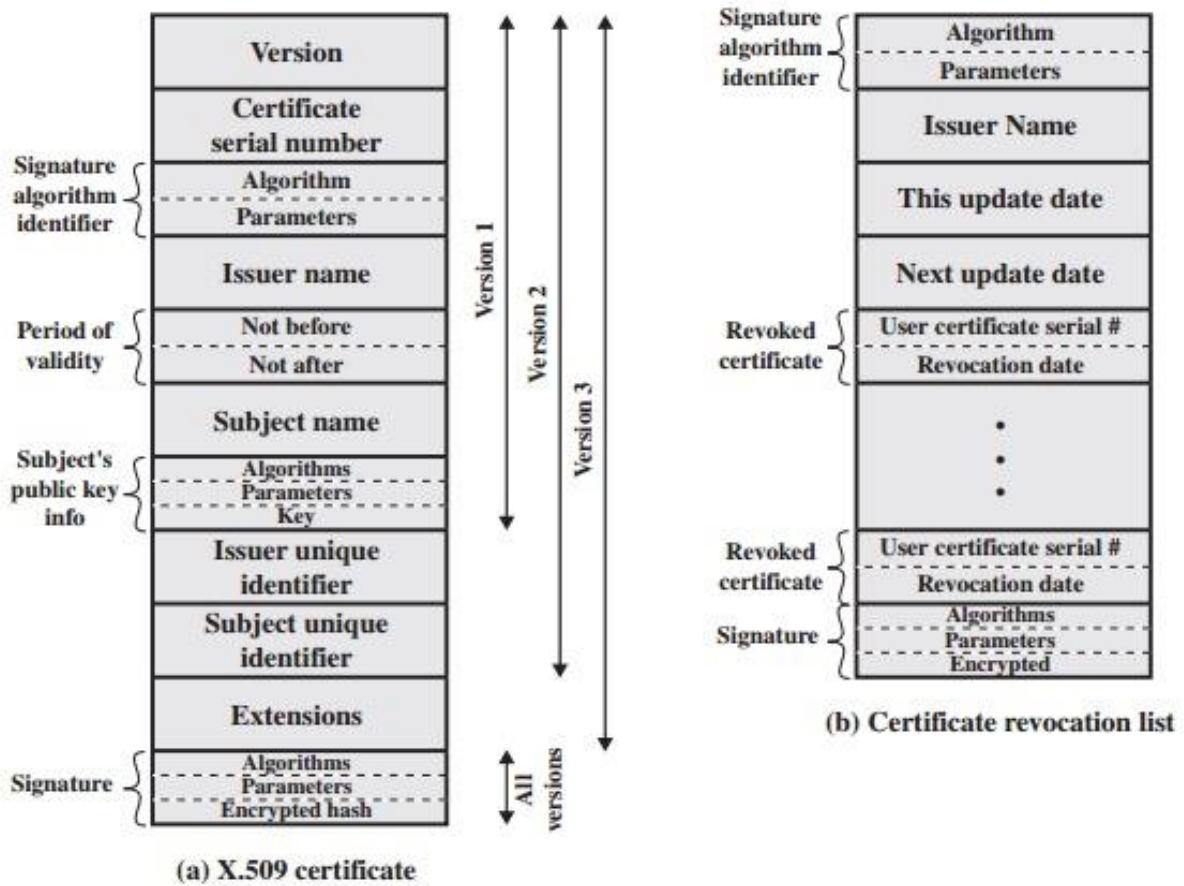 Version
Certificate
serial number
Signature
algorithm
identifier
Algorithm
Parameters
Issuer name
Period of
validity
Not before
Not after
Subject name
Subject's
public key
info
Algorithms
Parameters
Key
Issuer unique
identifier
Subject unique
identifier
Extensions
Signature
Algorithms
Parameters
Encrypted hash
Version 1
Version 2
Version 3
All
versions
(a) X.509 certificate
Signature
algorithm
identifier
Algorithm
Parameters
Issuer Name
This update date
Next update date
Revoked
certificate
User certificate serial #
Revocation date
Revoked
certificate
User certificate serial #
Revocation date
Signature
Algorithms
Parameters
Encrypted
(b) Certificate revocation list